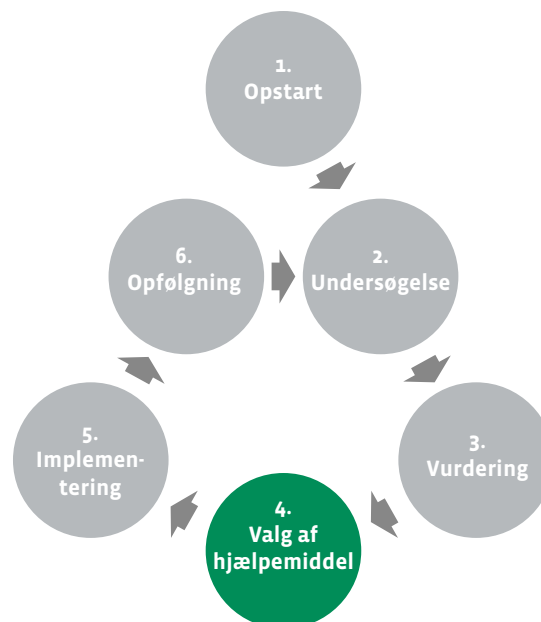 1.
Opstart
2.
Undersøgelse
3.
Vurdering
4.
Valg af
hjælpemiddel
5.
Implemen-
tering
6.
Opfølgning